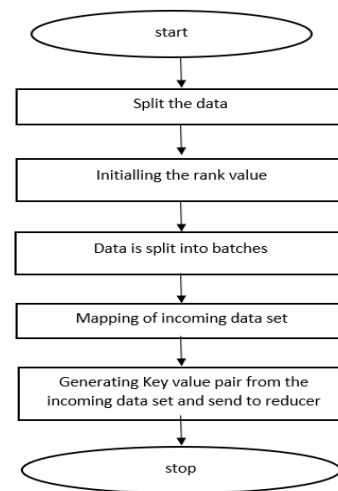 start
Split the data
Initialling the rank value
Data is split into batches
Mapping of incoming data set
Generating Key value pair from the
incoming data set and send to reducer
stop